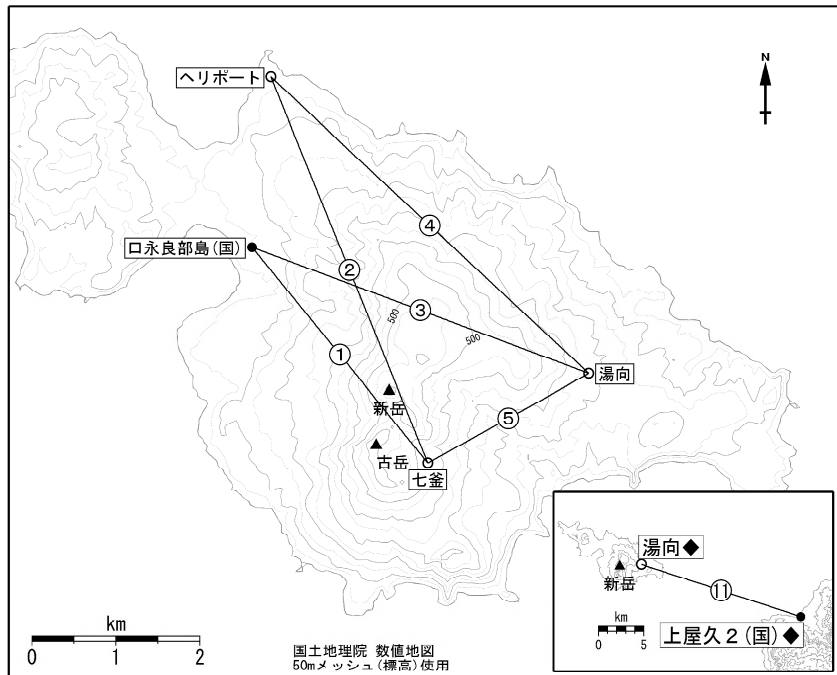 N
ヘリポート
④
口永良部島(国)
②
500
③
500
①
湯向
新岳
⑤
古岳
七釜
湯向◆
新岳
⑪
km
0 5
上屋久2(国)◆
km
0 1 2
国土地理院 数値地図
50mメッシュ(標高)使用